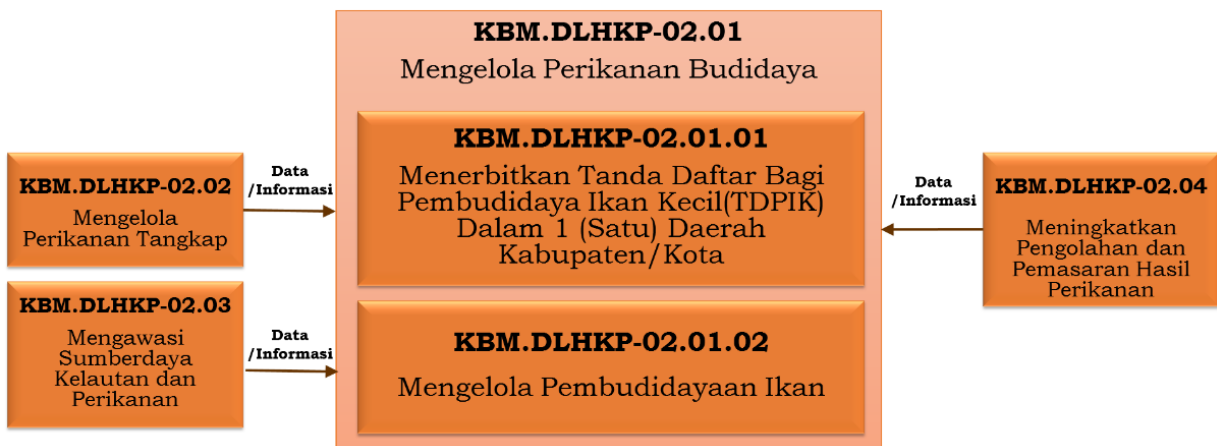 KBM.DLHKP-02.01
Mengelola Perikanan Budidaya
KBM.DLHKP-02.01.01
Menerbitkan Tanda Daftar Bagi
Pembudidaya Ikan Kecil(TDPIK)
Dalam 1 (Satu) Daerah
Kabupaten/Kota
KBM.DLHKP-02.01.02
Mengelola Pembudidayaan Ikan
KBM.DLHKP-02.02
Mengelola
Perikanan Tangkap
Data
/Informasi
KBM.DLHKP-02.03
Mengawasi
Sumberdaya
Kelautan dan
Perikanan
Data
/Informasi
Data
/Informasi
KBM.DLHKP-02.04
Meningkatkan
Pengolahan dan
Pemasaran Hasil
Perikanan